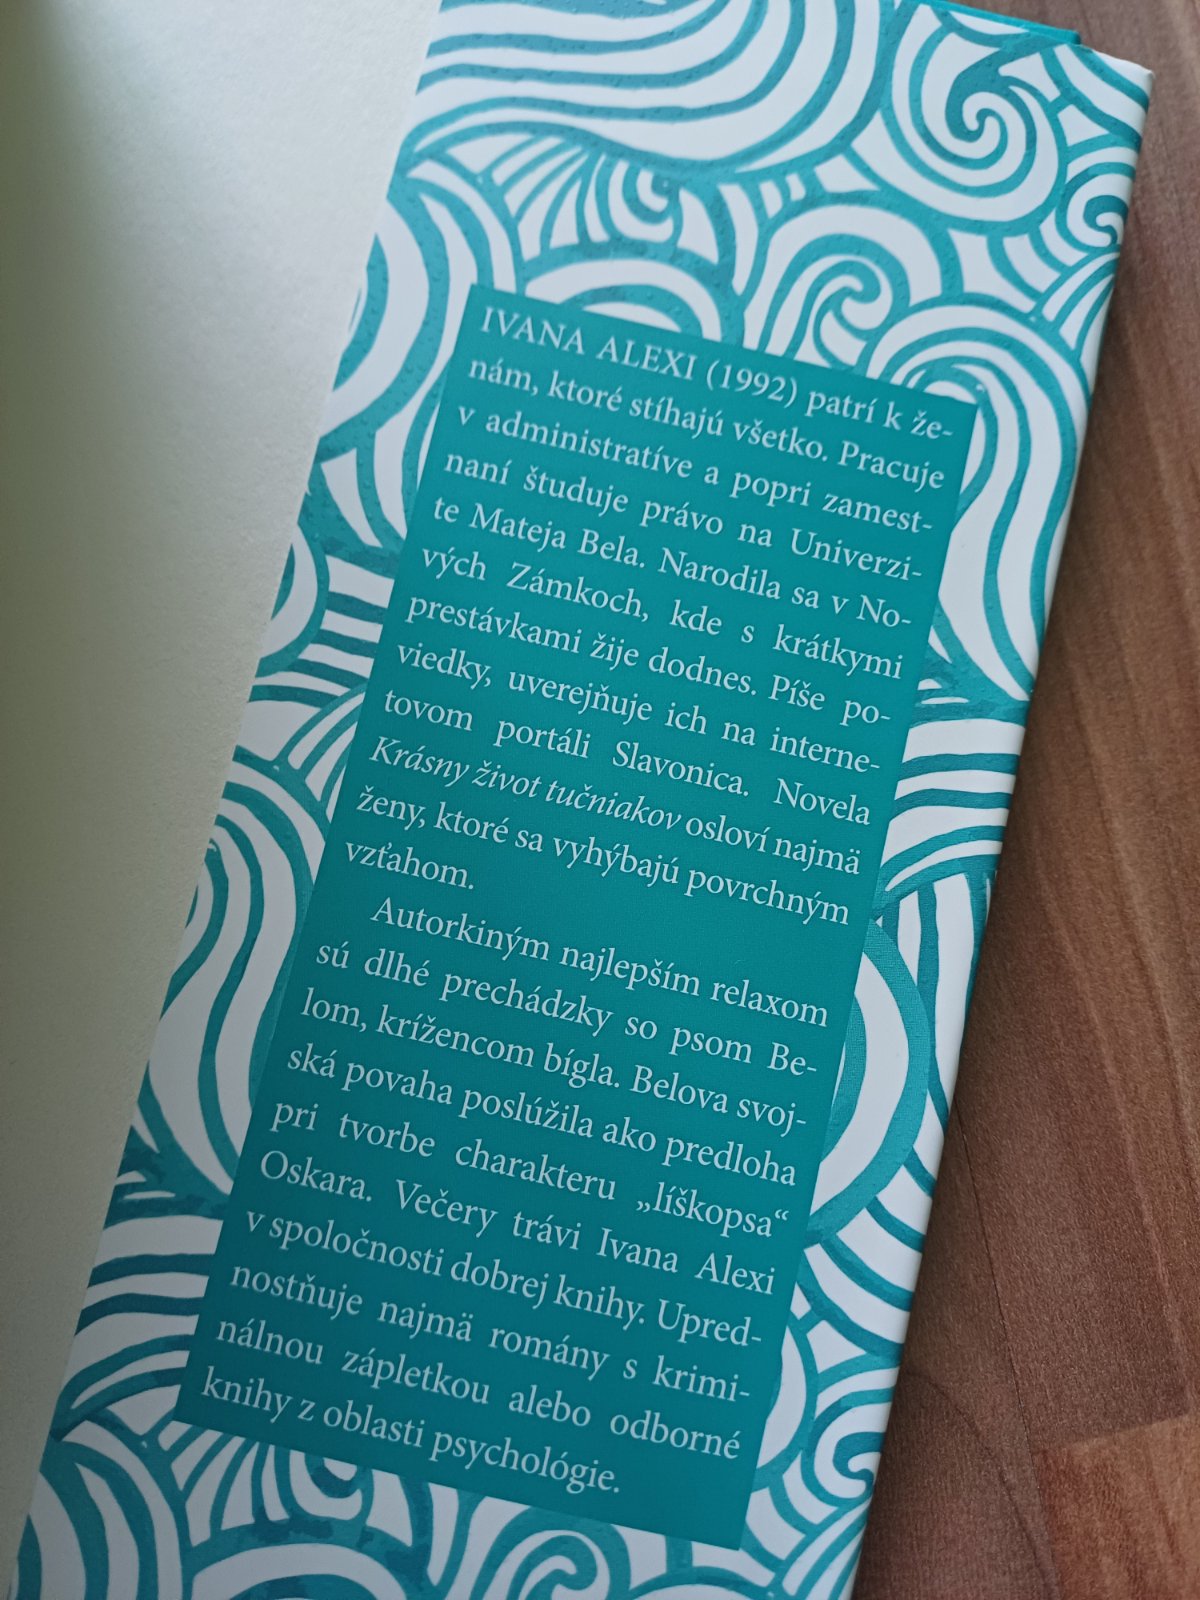 IVANA ALEXI (1992) patrí k že-
nám, ktoré stíhajú všetko. Pracuje
v administratíve a popri zamest-
naní študuje právo na Univerzi-
te Mateja Bela. Narodila sa v No-
vých Zámkoch, kde s krátkymi
prestávkami žije dodnes. Píše po-
viedky, uverejňuje ich na interne-
tovom portáli Slavonica. Novela
Krásny život tučniakov osloví najmä
ženy, ktoré sa vyhýbajú povrchným
vzťahom.
Autorkiným najlepším relaxom
sú dlhé prechádzky so psom Be-
lom, krížencom bígla. Belova svoj-
ská povaha poslúžila ako predloha
pri tvorbe charakteru „líškopsa“
Oskara. Večery trávi Ivana Alexi
v spoločnosti dobrej knihy. Upred-
nostňuje najmä romány s krimi-
nálnou zápletkou alebo odborné
knihy z oblasti psychológie.